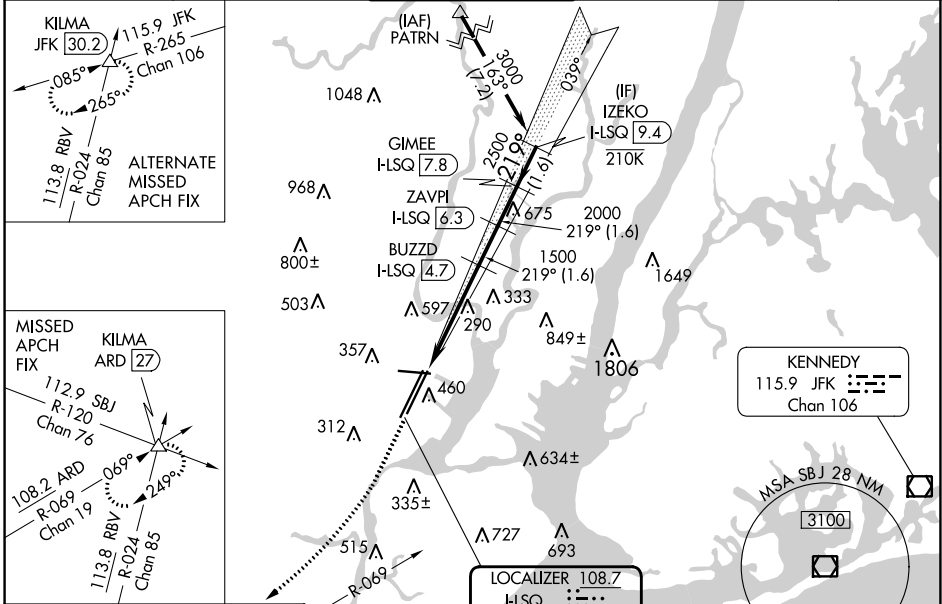 KILMA
JFK 30.2
115.9 JFK
R-265
Chan 106
085°
265°
113.8 RBV
R-024
Chan 85
ALTERNATE
MISSED
APCH FIX
(IAF)
PATRN
3000
163°
(7.2)
039°
(IF)
IZEKO
I-LSQ 9.4
210K
1048
GIMEE
I-LSQ 7.8
2500
219°
(1.6)
968
ZAVPI
I-LSQ 6.3
675
2000
219° (1.6)
800±
BUZZD
I-LSQ 4.7
1500
219° (1.6)
1649
503
597
333
290
849±
357
1806
460
312
634±
335±
727
693
515
R-069
MISSED
APCH
FIX
KILMA
ARD 27
112.9 SBJ
R-120
Chan 76
108.2 ARD
R-069
Chan 19
069°
249°
113.8 RBV
R-024
Chan 85
KENNEDY
115.9 JFK
Chan 106
MSA SBJ 28 NM
3100
LOCALIZER 108.7
I-LSQ